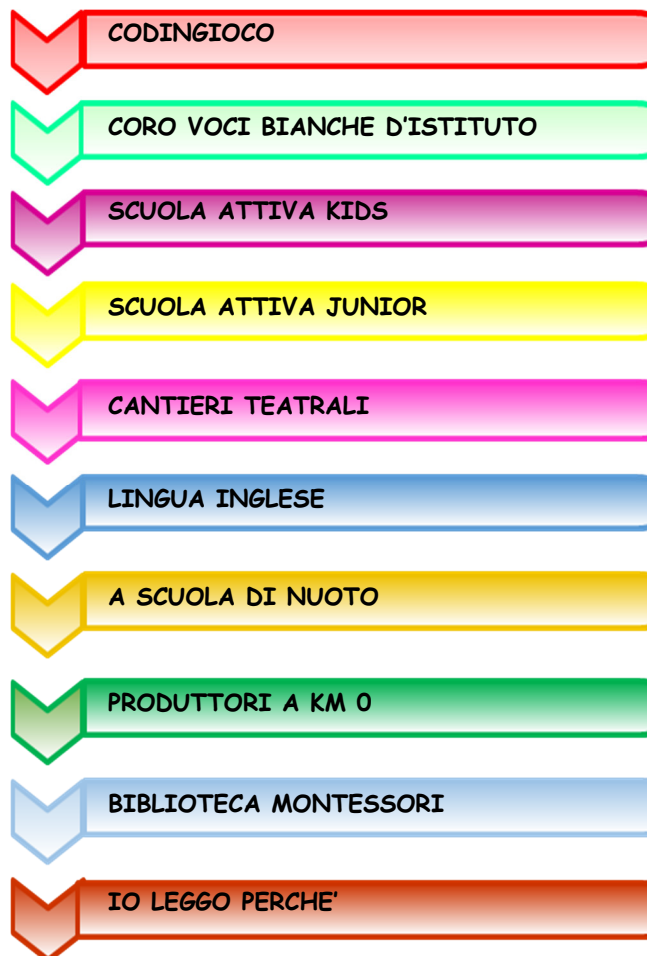 CODINGIOCO
CORO VOCI BIANCHE D'ISTITUTO
SCUOLA ATTIVA KIDS
SCUOLA ATTIVA JUNIOR
CANTIERI TEATRALI
LINGUA INGLESE
A SCUOLA DI NUOTO
PRODUTTORI A KM 0
BIBLIOTECA MONTESSORI
IO LEGGO PERCHE'